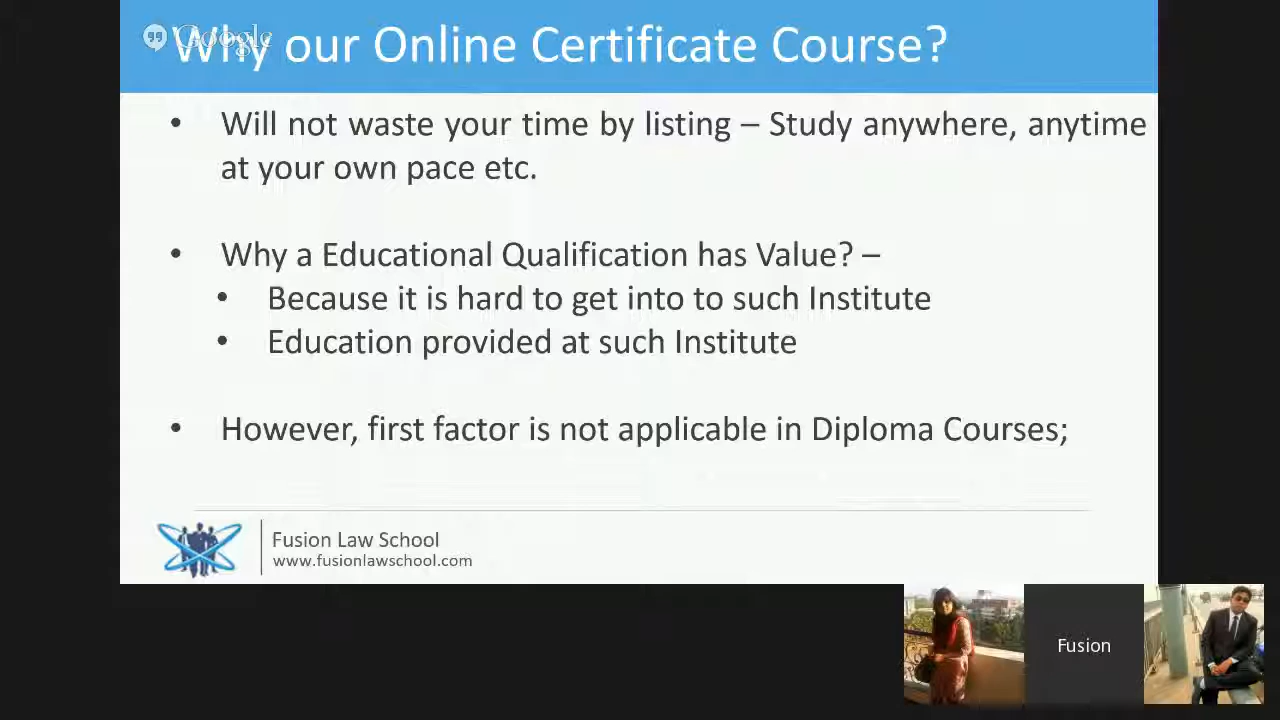 Google
Why our Online Certificate Course?
• Will not waste your time by listing – Study anywhere, anytime
at your own pace etc.
• Why a Educational Qualification has Value? –
• Because it is hard to get into to such Institute
• Education provided at such Institute
• However, first factor is not applicable in Diploma Courses;
Fusion Law School
www.fusionlawschool.com
Fusion